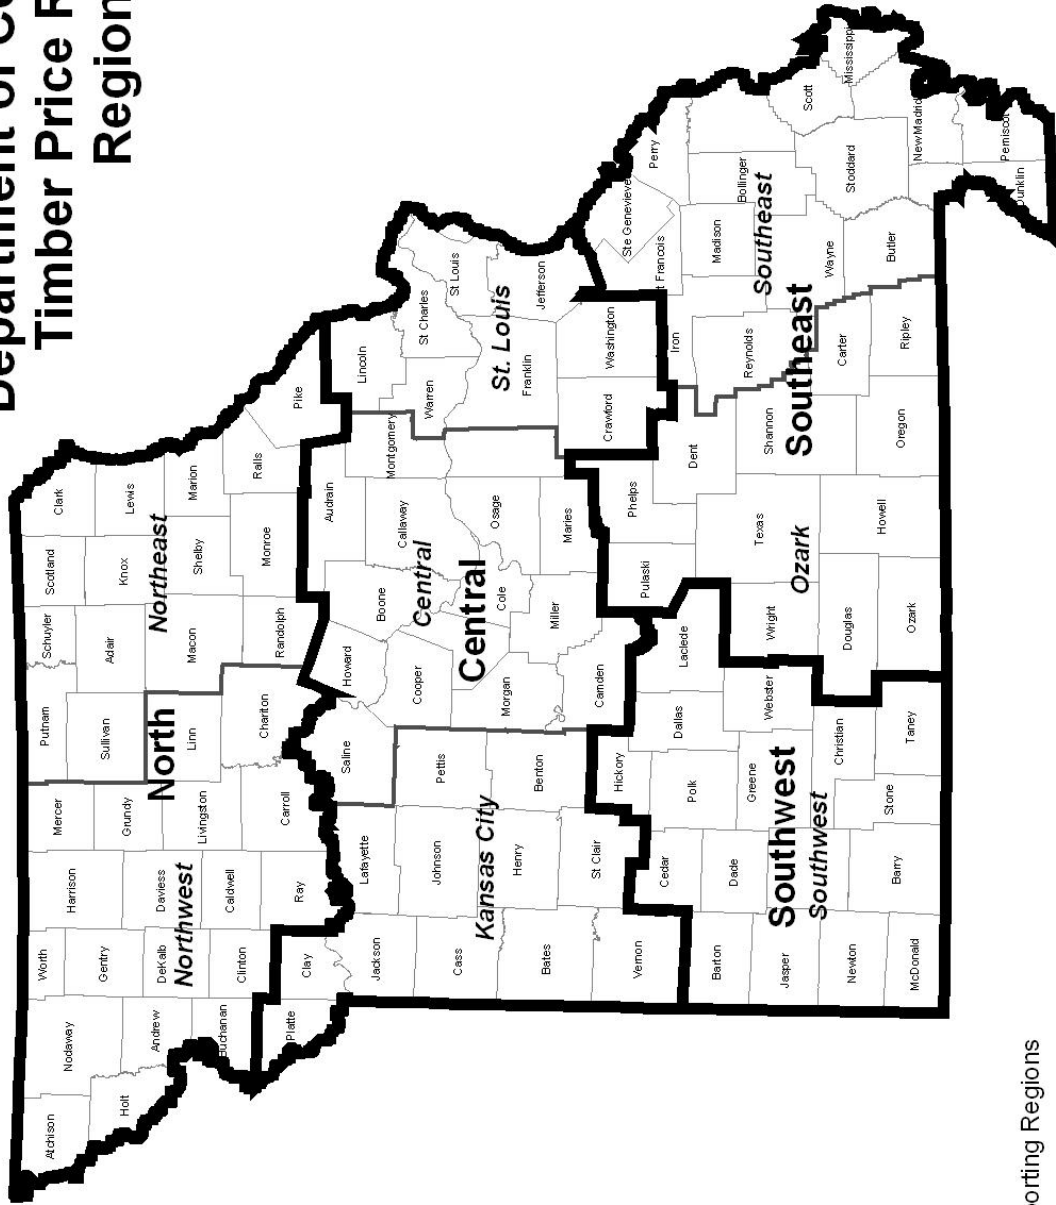 Department of Co
Timber Price R
Region
Atchison
Nodaway
Worth
Harrison
Mercer
Putnam
Schuyler
Scotland
Clark
Holt
Andrew
Gentry
DeKalb
Daviess
Grundy
Sullivan
Adair
Knox
Lewis
Northwest
North
Northeast
Buchanan
Clinton
Caldwell
Livingston
Linn
Macon
Shelby
Marion
Platte
Clay
Ray
Carroll
Chariton
Randolph
Monroe
Ralls
Pike
Jackson
Lafayette
Saline
Howard
Boone
Audrain
Callaway
Montgomery
Lincoln
Warren
St Charles
St Louis
Cass
Johnson
Pettis
Cooper
Central
Central
Kansas City
St. Louis
Bates
Henry
Benton
Morgan
Cole
Osage
Franklin
Jefferson
Vernon
St Clair
Hickory
Camden
Miller
Maries
Crawford
Washington
Pulaski
Phelps
Dent
Iron
t Francois
Ste Genevieve
Perry
Barton
Cedar
Polk
Dallas
Laclede
Texas
Shannon
Reynolds
Madison
Bollinger
Southeast
Dade
Greene
Webster
Wright
Jasper
Southwest
Southwest
Ozark
Southeast
Newton
Christian
Douglas
Howell
Carter
Wayne
Stoddard
Scott
Mississippi
McDonald
Barry
Stone
Taney
Ozark
Oregon
Ripley
Butler
New Madrid
Pemiscot
Dunklin
orting Regions